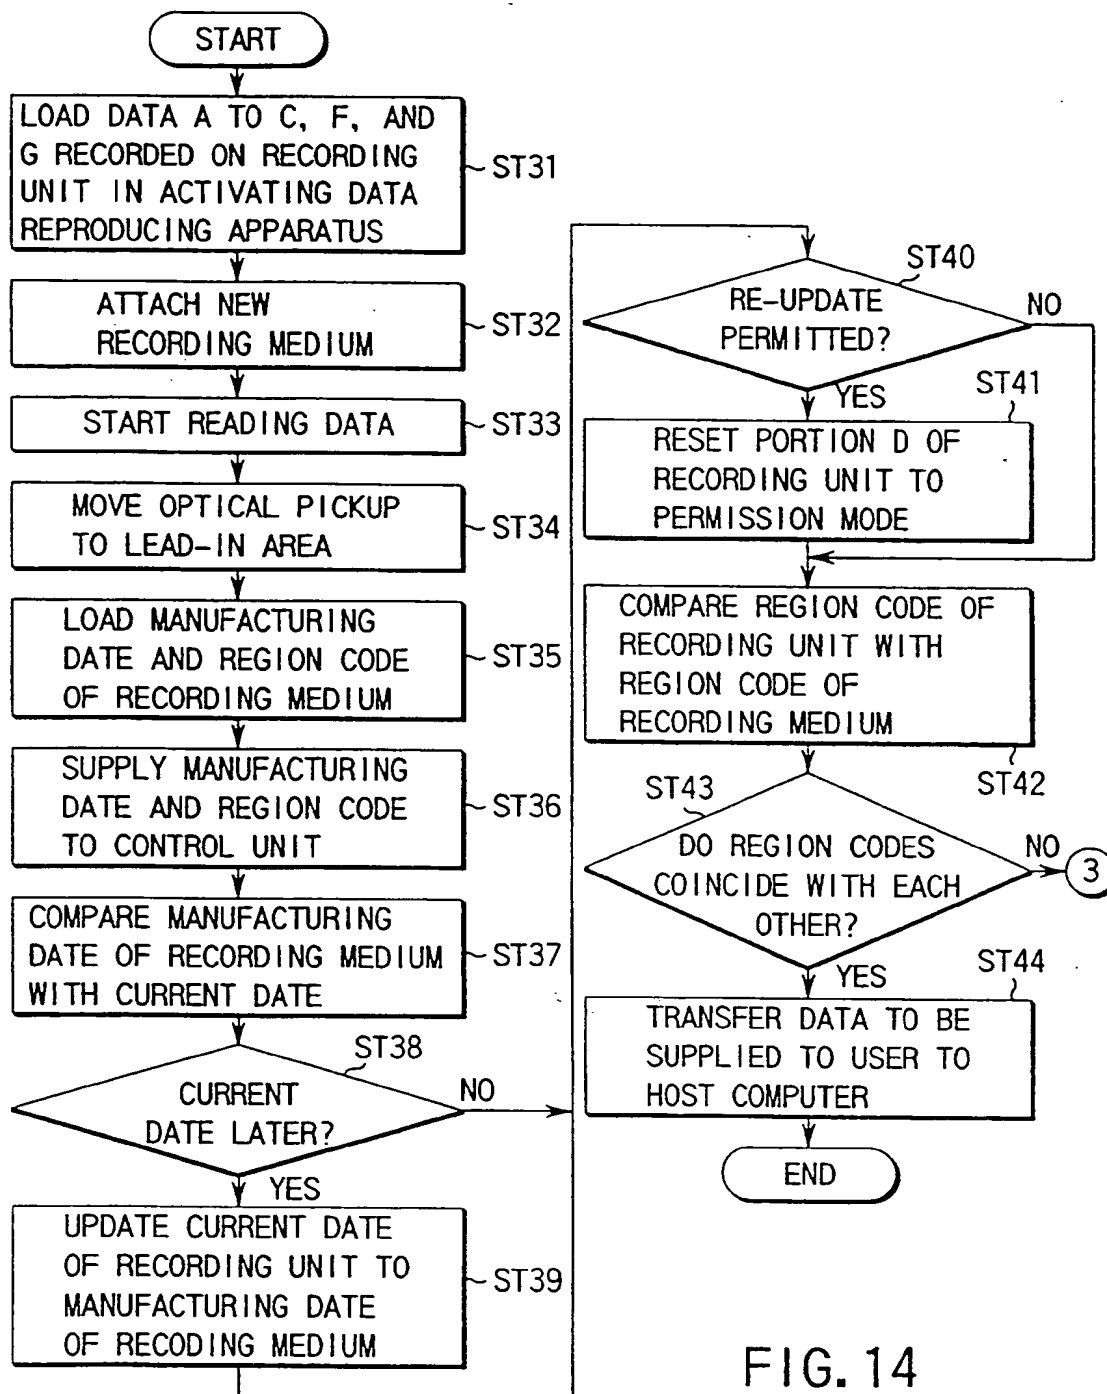 START
LOAD DATA A TO C, F, AND
G RECORDED ON RECORDING
UNIT IN ACTIVATING DATA
REPRODUCING APPARATUS
ST31
ATTACH NEW
RECORDING MEDIUM
ST32
START READING DATA
ST33
MOVE OPTICAL PICKUP
TO LEAD-IN AREA
ST34
LOAD MANUFACTURING
DATE AND REGION CODE
OF RECORDING MEDIUM
ST35
SUPPLY MANUFACTURING
DATE AND REGION CODE
TO CONTROL UNIT
ST36
COMPARE MANUFACTURING
DATE OF RECORDING MEDIUM
WITH CURRENT DATE
ST37
ST38
CURRENT
DATE LATER?
NO
YES
UPDATE CURRENT DATE
OF RECORDING UNIT TO
MANUFACTURING DATE
OF RECODING MEDIUM
ST39
ST40
RE-UPDATE
PERMITTED?
NO
YES
ST41
RESET PORTION D OF
RECORDING UNIT TO
PERMISSION MODE
COMPARE REGION CODE OF
RECORDING UNIT WITH
REGION CODE OF
RECORDING MEDIUM
ST42
ST43
DO REGION CODES
COINCIDE WITH EACH
OTHER?
NO
3
YES
ST44
TRANSFER DATA TO BE
SUPPLIED TO USER TO
HOST COMPUTER
END
FIG. 14